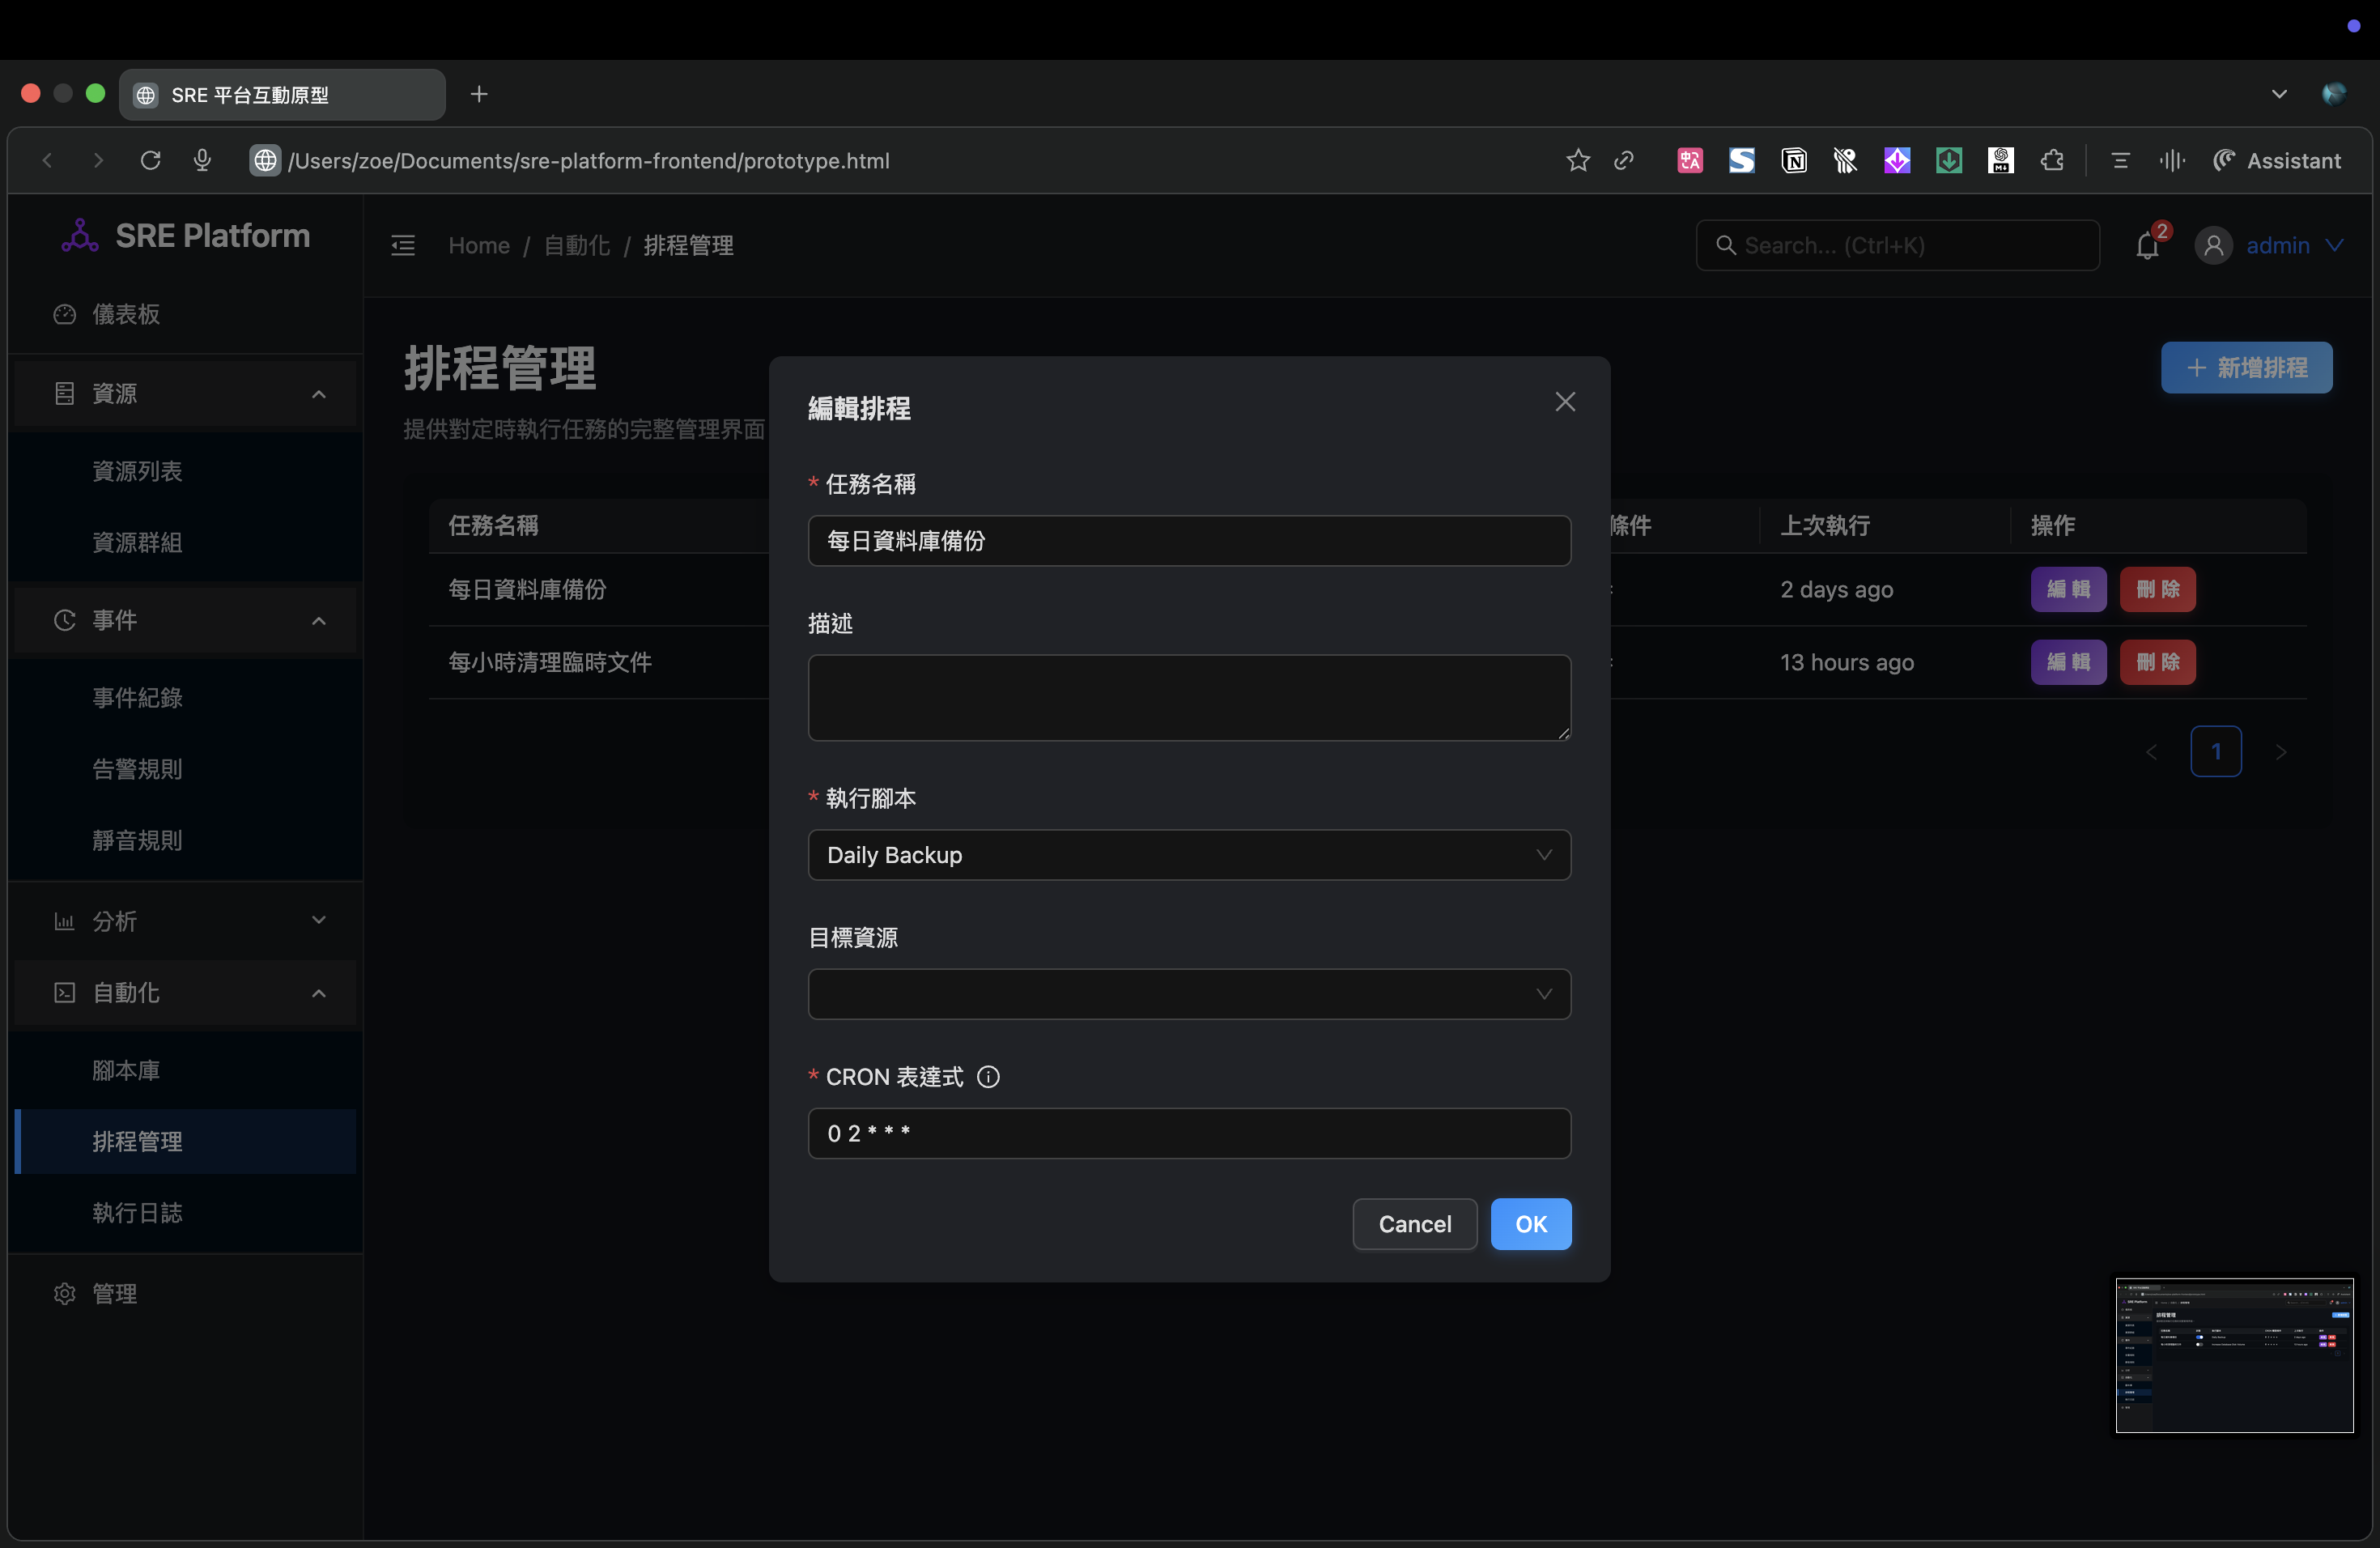 SRE 平台互動原型
/Users/zoe/Documents/sre-platform-frontend/prototype.html
Assistant
SRE Platform
Home / 自動化 / 排程管理
Search... (Ctrl+K)
2
admin
儀表板
資源
資源列表
資源群組
事件
事件紀錄
告警規則
靜音規則
分析
自動化
腳本庫
排程管理
執行日誌
管理
排程管理
新增排程
提供對定時執行任務的完整管理界面
任務名稱
條件
上次執行
操作
每日資料庫備份
2 days ago
編輯
刪除
每小時清理臨時文件
13 hours ago
編輯
刪除
1
編輯排程
* 任務名稱
每日資料庫備份
描述
* 執行腳本
Daily Backup
目標資源
* CRON 表達式
0 2 * * *
Cancel
OK